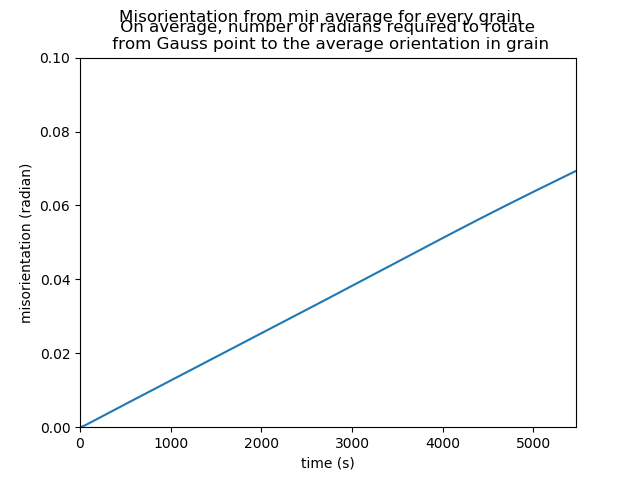 Misorientation from min average for every grain
On average, number of radians required to rotate
from Gauss point to the average orientation in grain
0.10
0.08
0.06
0.04
0.02
0.00
misorientation (radian)
0 1000 2000 3000 4000 5000
time (s)